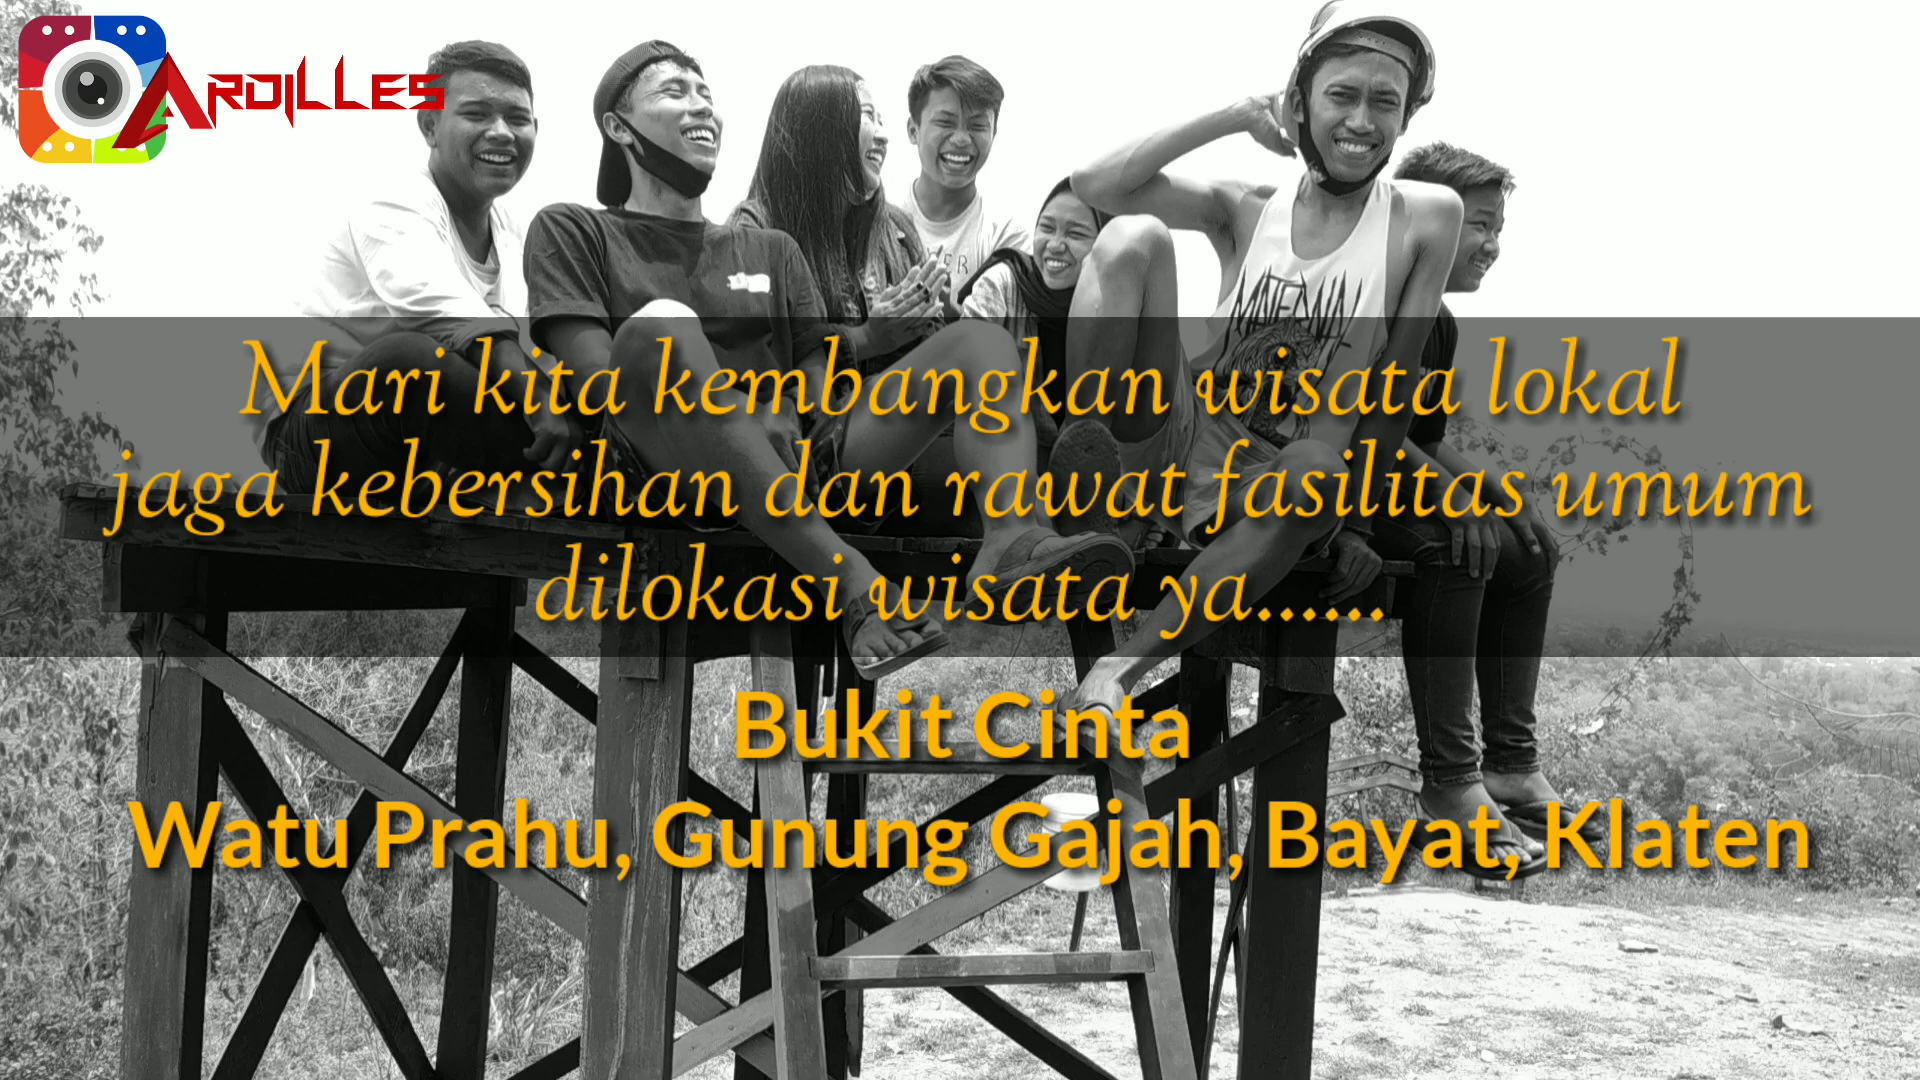 ARDILLES
Mari kita kembangkan wisata lokal
jaga kebersihan dan rawat fasilitas umum
dilokasi wisata ya......
Bukit Cinta
Watu Prahu, Gunung Gajah, Bayat, Klaten
MATERNAL